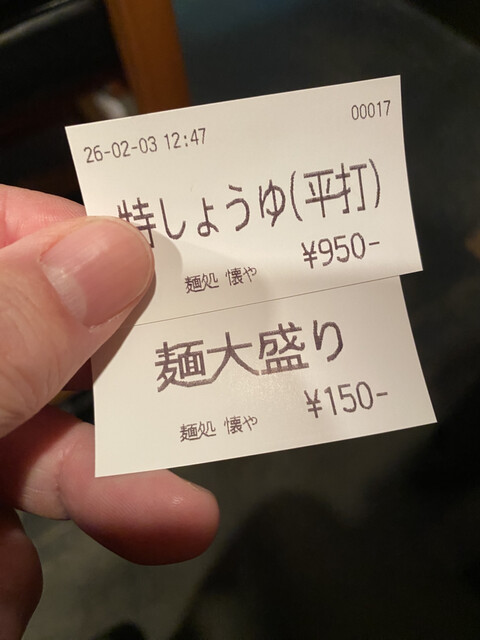 00017
26-02-03 12:47
特しょうゆ(平打)
¥950-
麺処 懐や
麺大盛り
¥150-
麺処 懐や